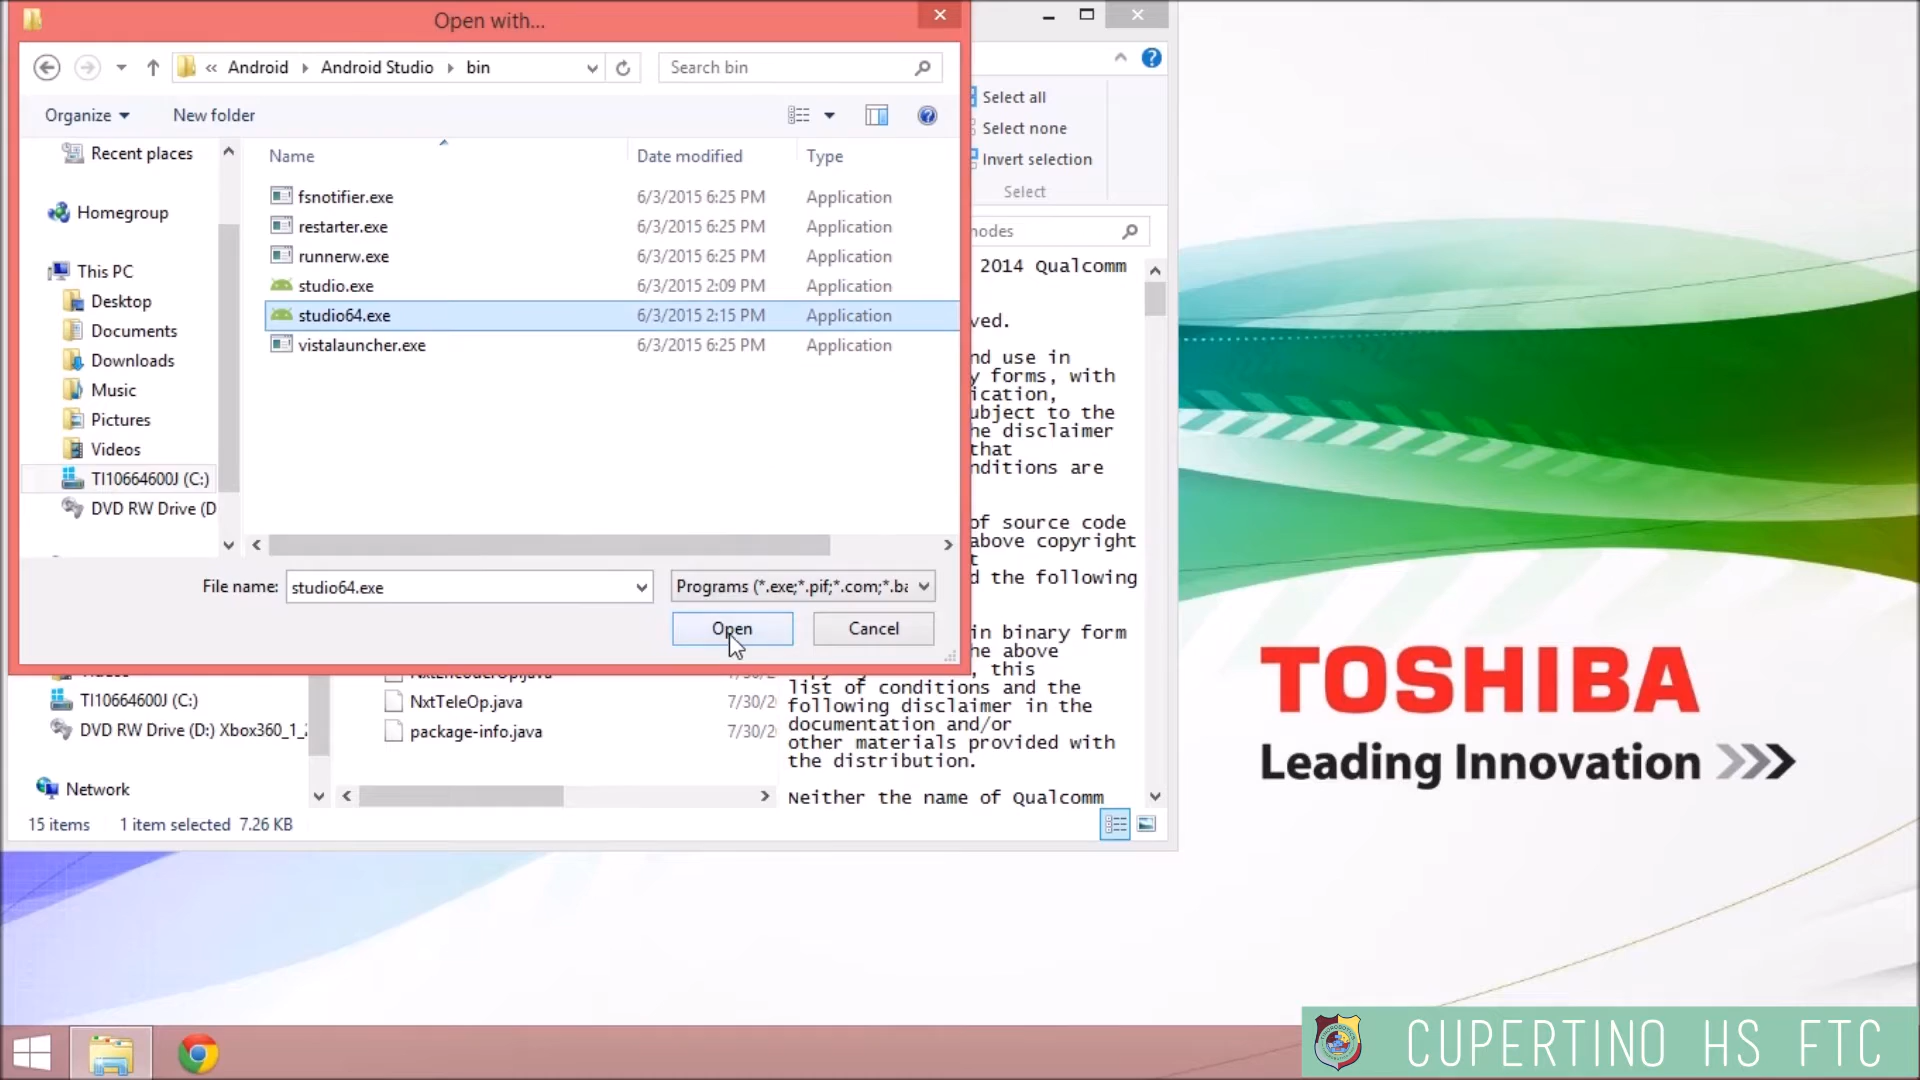 Open with...
« Android › Android Studio › bin
Search bin
Organize
New folder
Recent places
Homegroup
This PC
Desktop
Documents
Downloads
Music
Pictures
Videos
TI10664600J (C:)
DVD RW Drive (D
Name Date modified Type
fsnotifier.exe 6/3/2015 6:25 PM Application
restarter.exe 6/3/2015 6:25 PM Application
runnerw.exe 6/3/2015 6:25 PM Application
studio.exe 6/3/2015 2:09 PM Application
studio64.exe 6/3/2015 2:15 PM Application
vistalauncher.exe 6/3/2015 6:25 PM Application
File name: studio64.exe
Programs (*.exe;*.pif;*.com;*.ba
Open
Cancel
Select all
Select none
Invert selection
Select
nodes
2014 Qualcomm
ved.
nd use in
y forms, with
ication,
ubject to the
he disclaimer
that
nditions are
of source code
above copyright
t
d the following
in binary form
he above
, this
list of conditions and the
following disclaimer in the
documentation and/or
other materials provided with
the distribution.
Neither the name of Qualcomm
TI10664600J (C:)
DVD RW Drive (D:) Xbox360_1_2
Network
NxtTeleOp.java 7/30/2
package-info.java 7/30/2
15 items 1 item selected 7.26 KB
TOSHIBA
Leading Innovation
CUPERTINO HS FTC